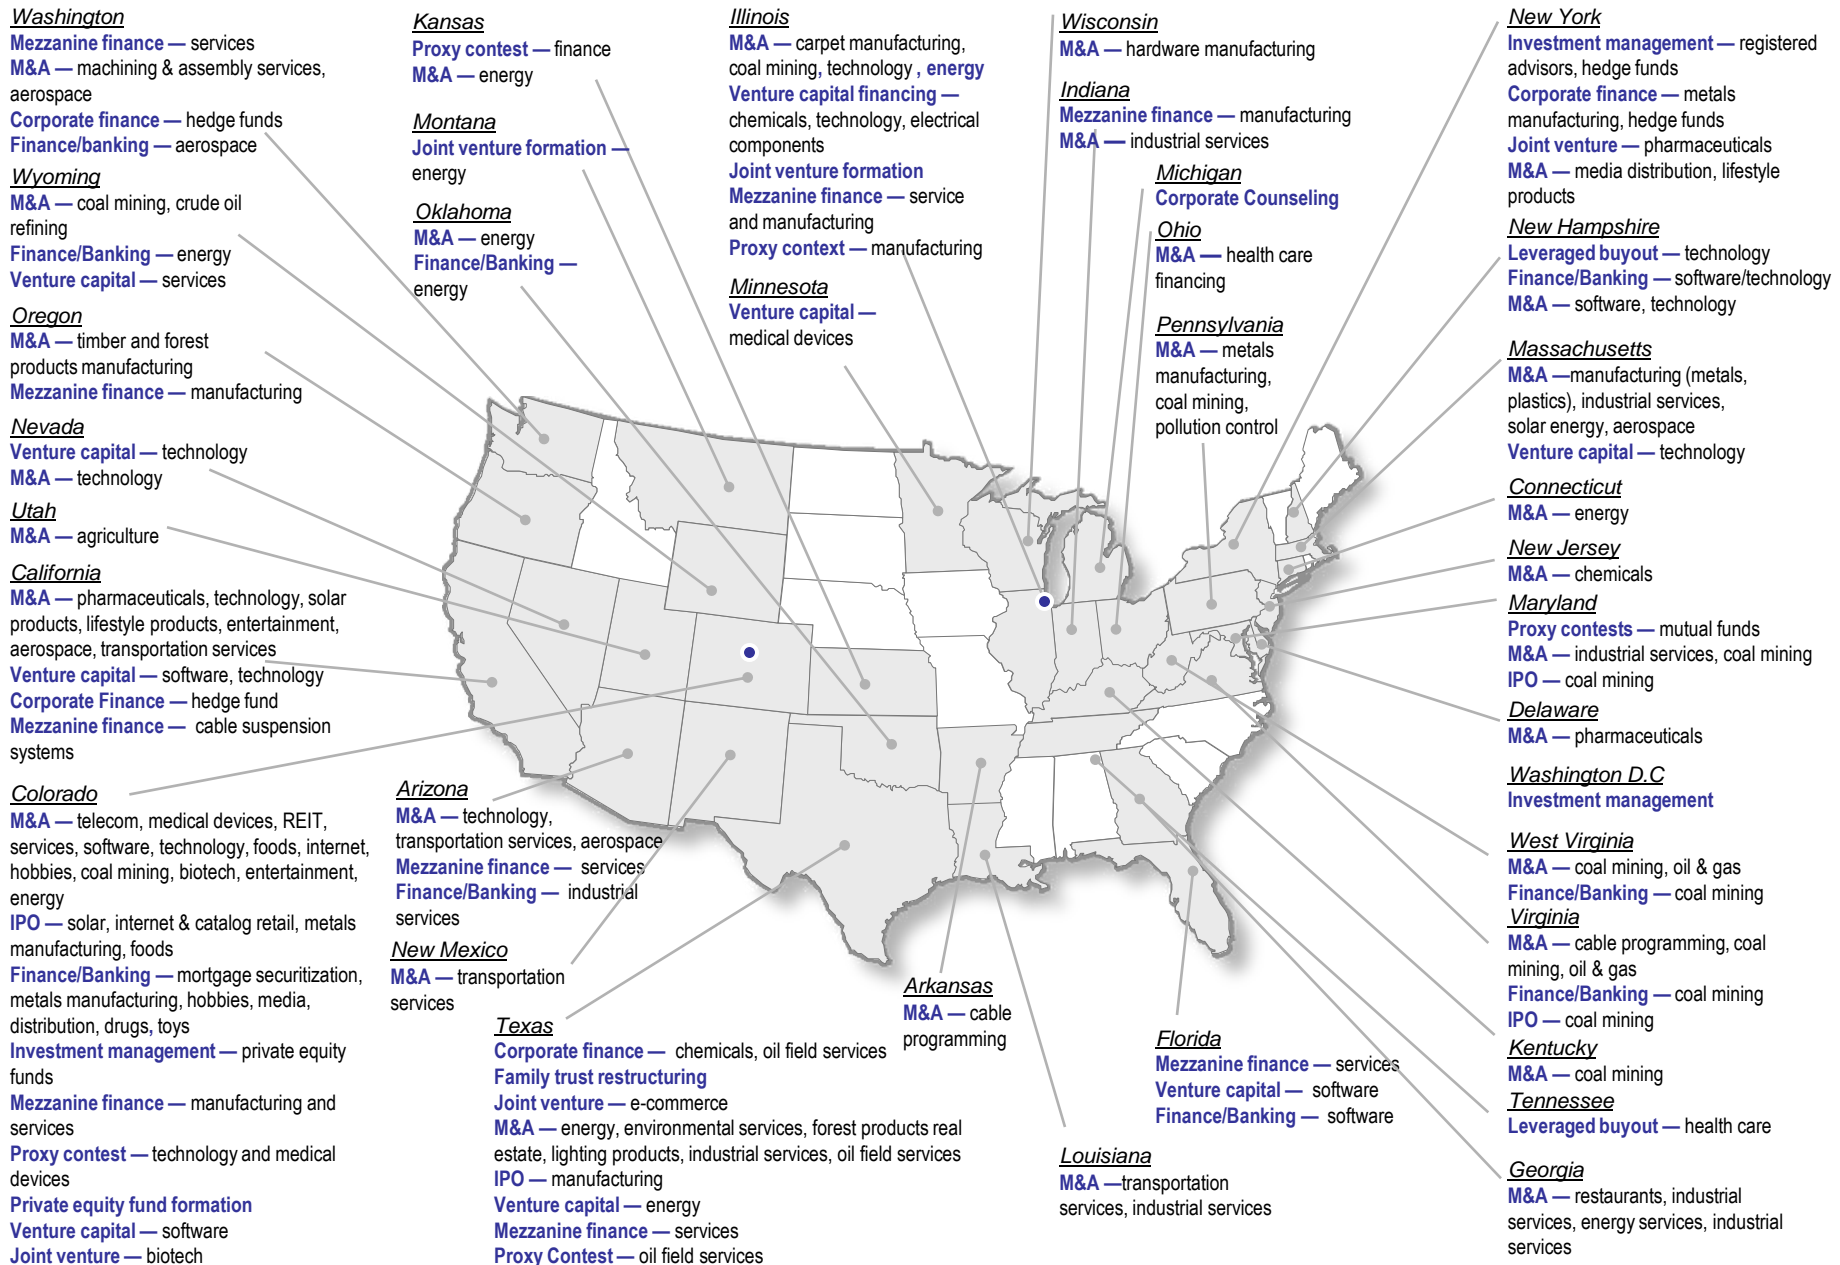 Washington
Mezzanine finance — services
M&A — machining & assembly services,
aerospace
Corporate finance — hedge funds
Finance/banking — aerospace
Wyoming
M&A — coal mining, crude oil
refining
Finance/Banking — energy
Venture capital — services
Oregon
M&A — timber and forest
products manufacturing
Mezzanine finance — manufacturing
Nevada
Venture capital — technology
M&A — technology
Utah
M&A — agriculture
California
M&A — pharmaceuticals, technology, solar
products, lifestyle products, entertainment,
aerospace, transportation services
Venture capital — software, technology
Corporate Finance — hedge fund
Mezzanine finance — cable suspension
systems
Colorado
M&A — telecom, medical devices, REIT,
services, software, technology, foods, internet,
hobbies, coal mining, biotech, entertainment,
energy
IPO — solar, internet & catalog retail, metals
manufacturing, foods
Finance/Banking — mortgage securitization,
metals manufacturing, hobbies, media,
distribution, drugs, toys
Investment management — private equity
funds
Mezzanine finance — manufacturing and
services
Proxy contest — technology and medical
devices
Private equity fund formation
Venture capital — software
Joint venture — biotech
Kansas
Proxy contest — finance
M&A — energy
Montana
Joint venture formation —
energy
Oklahoma
M&A — energy
Finance/Banking —
energy
Illinois
M&A — carpet manufacturing,
coal mining, technology , energy
Venture capital financing —
chemicals, technology, electrical
components
Joint venture formation
Mezzanine finance — service
and manufacturing
Proxy context — manufacturing
Minnesota
Venture capital —
medical devices
Wisconsin
M&A — hardware manufacturing
Indiana
Mezzanine finance — manufacturing
M&A — industrial services
Michigan
Corporate Counseling
Ohio
M&A — health care
financing
Pennsylvania
M&A — metals
manufacturing,
coal mining,
pollution control
Arizona
M&A — technology,
transportation services, aerospace
Mezzanine finance — services
Finance/Banking — industrial
services
New Mexico
M&A — transportation
services
Texas
Corporate finance — chemicals, oil field services
Family trust restructuring
Joint venture — e-commerce
M&A — energy, environmental services, forest products real
estate, lighting products, industrial services, oil field services
IPO — manufacturing
Venture capital — energy
Mezzanine finance — services
Proxy Contest — oil field services
Arkansas
M&A — cable
programming
Florida
Mezzanine finance — services
Venture capital — software
Finance/Banking — software
Louisiana
M&A —transportation
services, industrial services
New York
Investment management — registered
advisors, hedge funds
Corporate finance — metals
manufacturing, hedge funds
Joint venture — pharmaceuticals
M&A — media distribution, lifestyle
products
New Hampshire
Leveraged buyout — technology
Finance/Banking — software/technology
M&A — software, technology
Massachusetts
M&A —manufacturing (metals,
plastics), industrial services,
solar energy, aerospace
Venture capital — technology
Connecticut
M&A — energy
New Jersey
M&A — chemicals
Maryland
Proxy contests — mutual funds
M&A — industrial services, coal mining
IPO — coal mining
Delaware
M&A — pharmaceuticals
Washington D.C
Investment management
West Virginia
M&A — coal mining, oil & gas
Finance/Banking — coal mining
Virginia
M&A — cable programming, coal
mining, oil & gas
Finance/Banking — coal mining
IPO — coal mining
Kentucky
M&A — coal mining
Tennessee
Leveraged buyout — health care
Georgia
M&A — restaurants, industrial
services, energy services, industrial
services